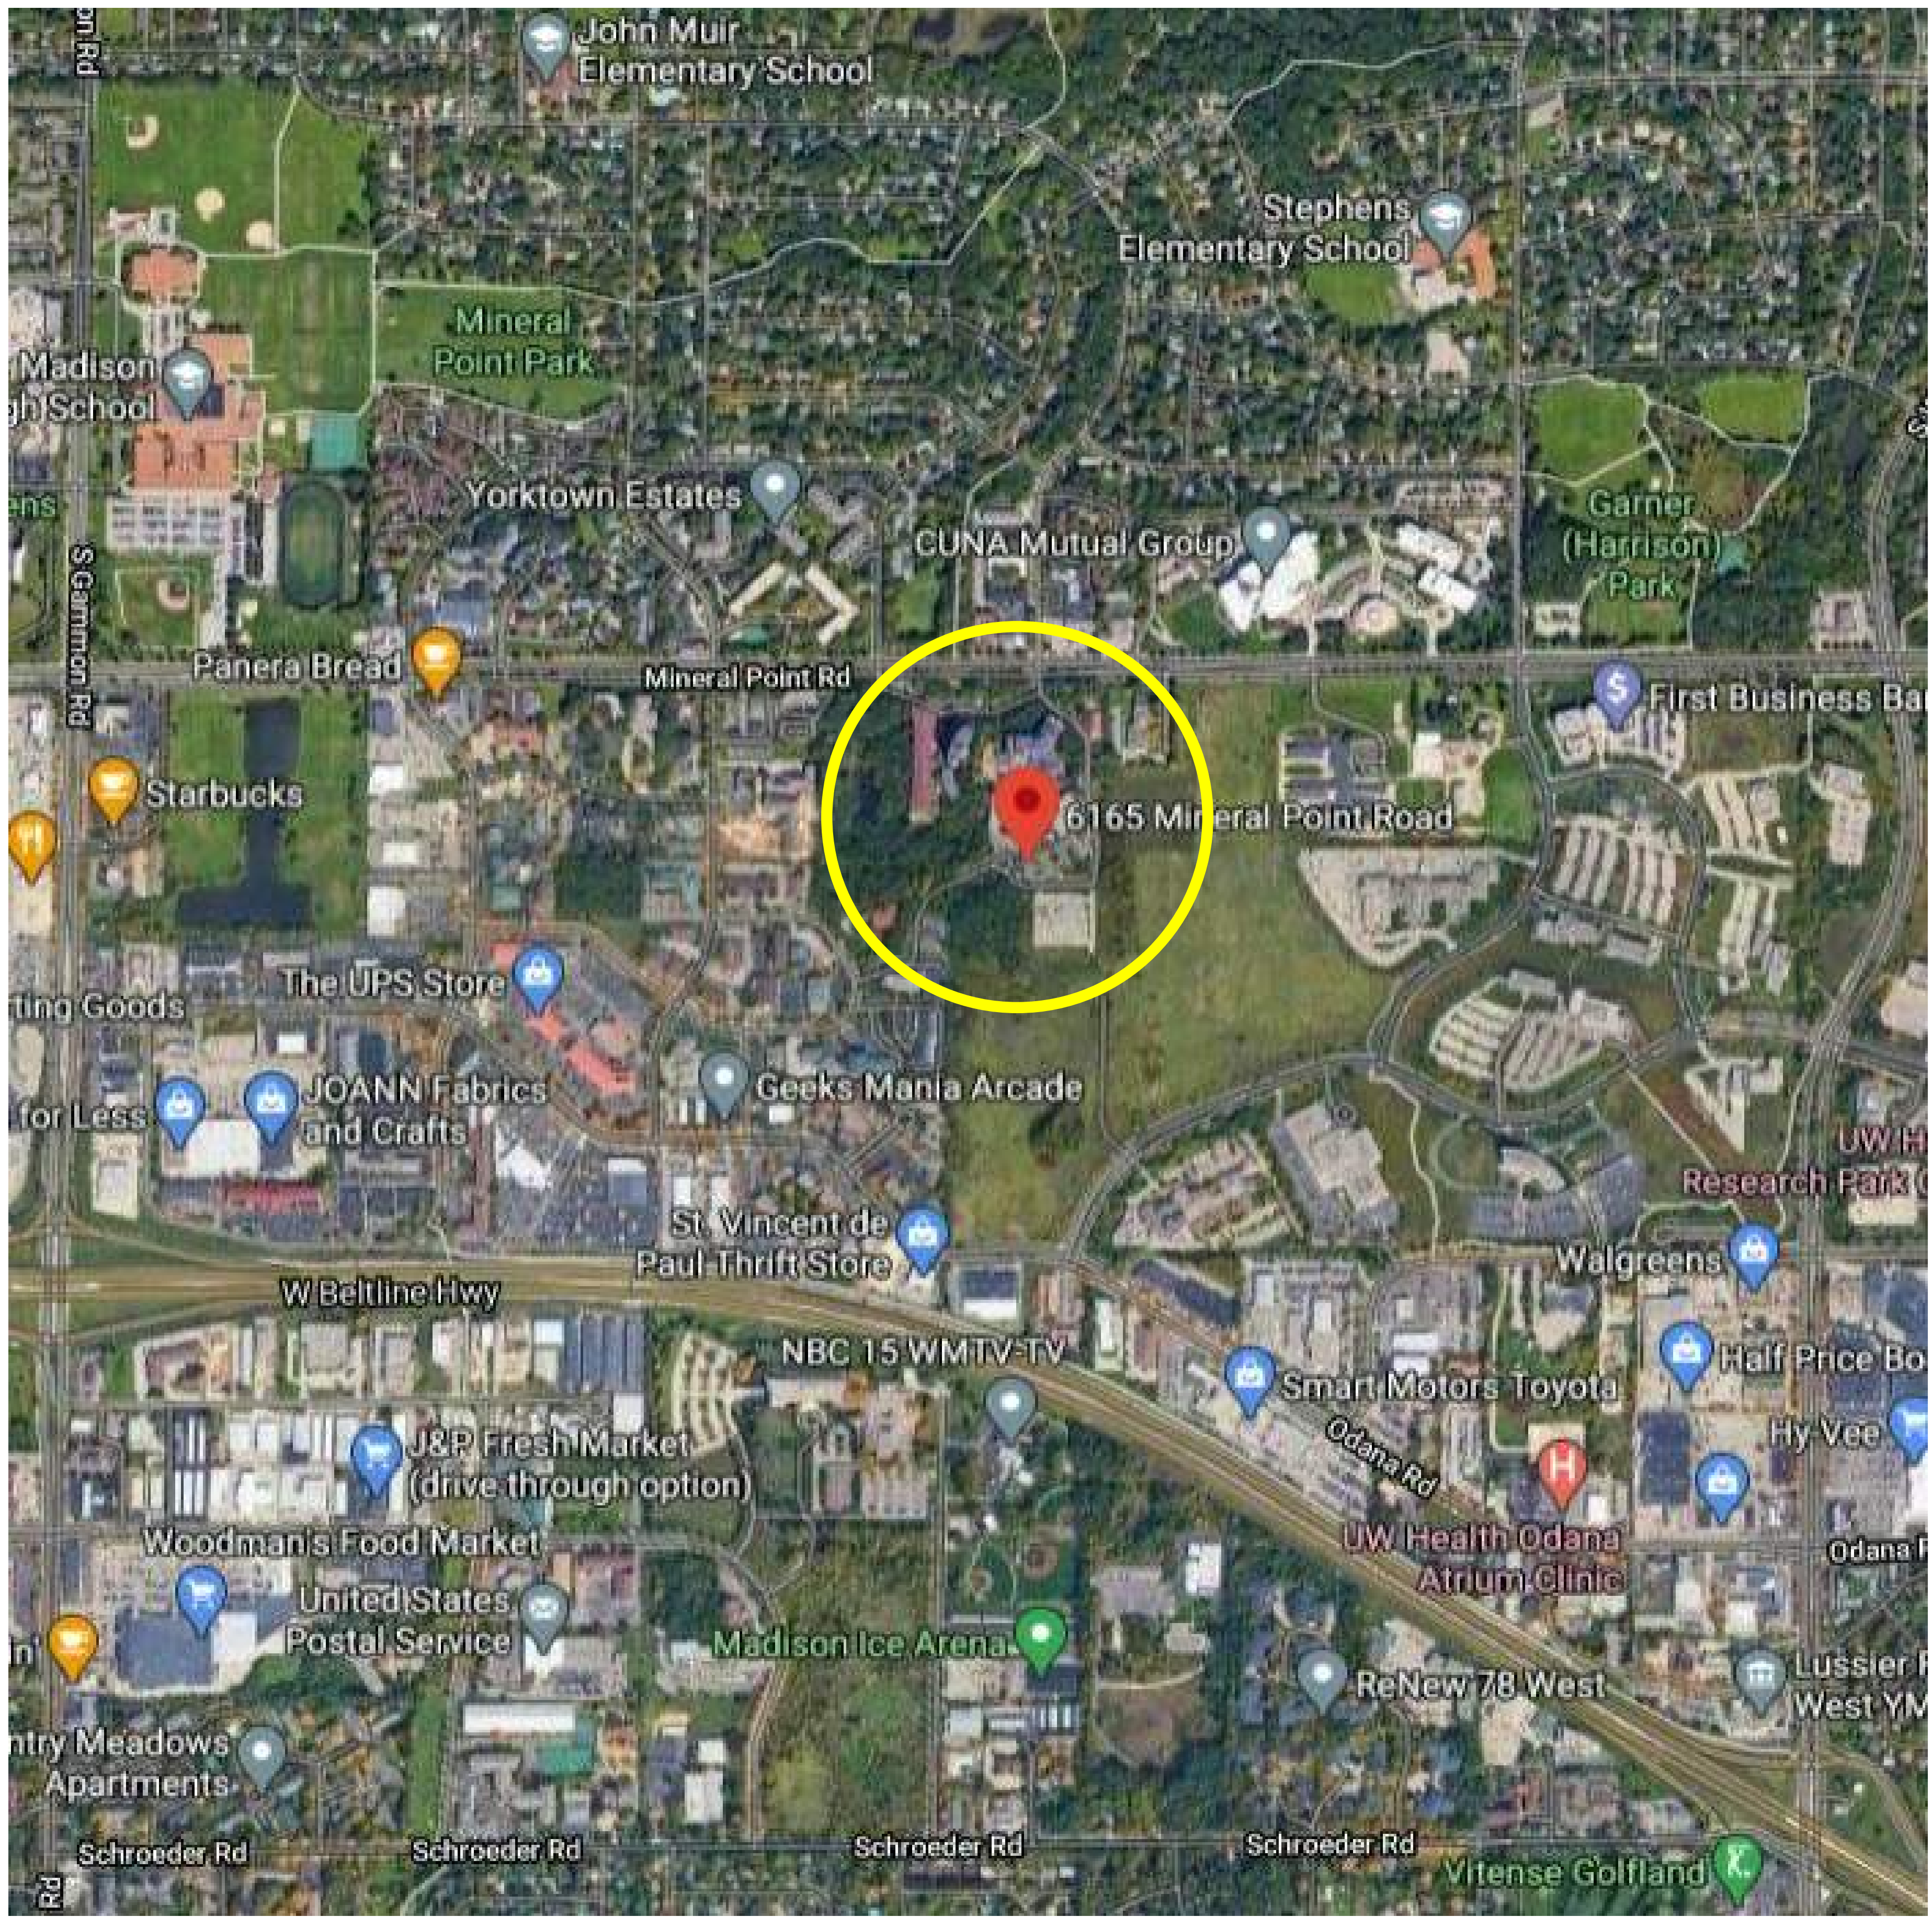 on Rd
John Muir
Elementary School
Stephens
Elementary School
Mineral
Point Park
Madison
gh School
Yorktown Estates
ens
CUNA Mutual Group
Garner
(Harrison)
Park
S Gammon Rd
Panera Bread
Mineral Point Rd
First Business Ba
Starbucks
6165 Mineral Point Road
The UPS Store
ting Goods
JOANN Fabrics
and Crafts
for Less
Geeks Mania Arcade
UW H
Research Park
St. Vincent de
Paul Thrift Store
Walgreens
W Beltline Hwy
NBC 15 WMTV-TV
Half Price Bo
Smart Motors Toyota
Hy-Vee
Odana Rd
J&P Fresh Market
(drive through option)
UW Health Odana
Atrium Clinic
Woodman's Food Market
Odana R
United States
Postal Service
Madison Ice Arena
in'
ReNew 78 West
Lussier F
West YM
ntry Meadows
Apartments
Schroeder Rd
Schroeder Rd
Schroeder Rd
Schroeder Rd
Vitense Golfland
Rd